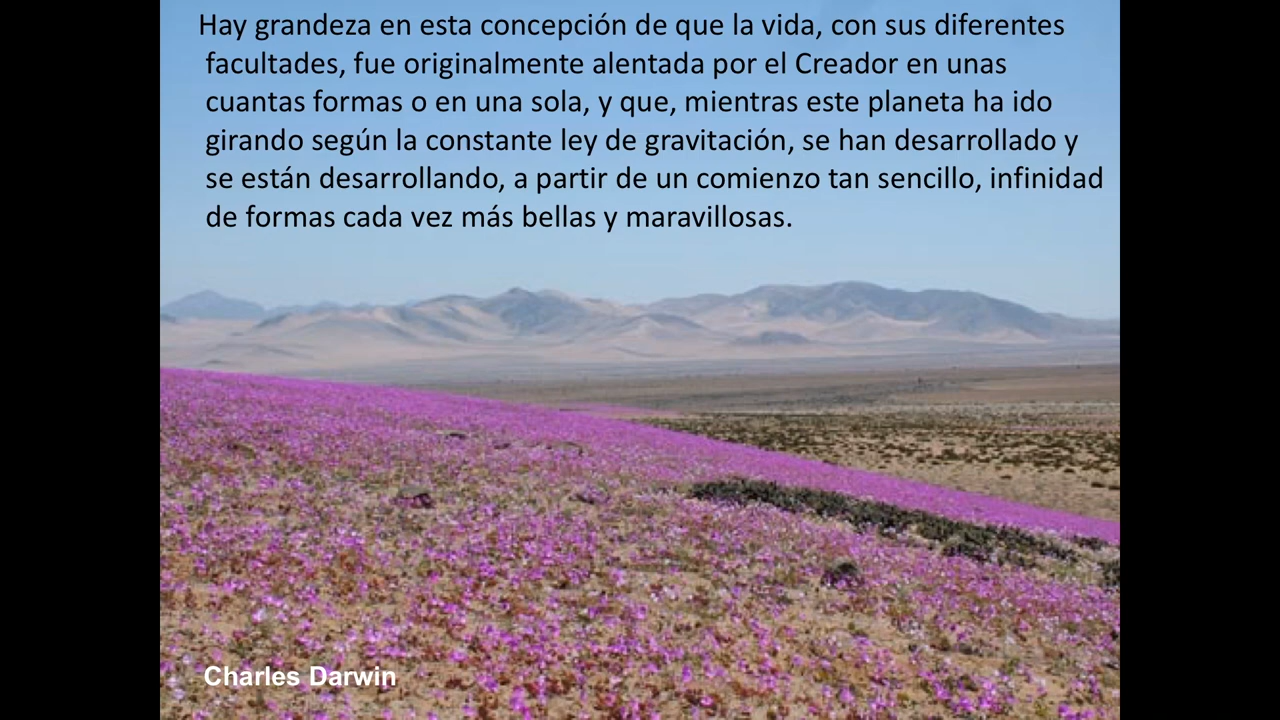 Hay grandeza en esta concepción de que la vida, con sus diferentes
facultades, fue originalmente alentada por el Creador en unas
cuantas formas o en una sola, y que, mientras este planeta ha ido
girando según la constante ley de gravitación, se han desarrollado y
se están desarrollando, a partir de un comienzo tan sencillo, infinidad
de formas cada vez más bellas y maravillosas.
Charles Darwin